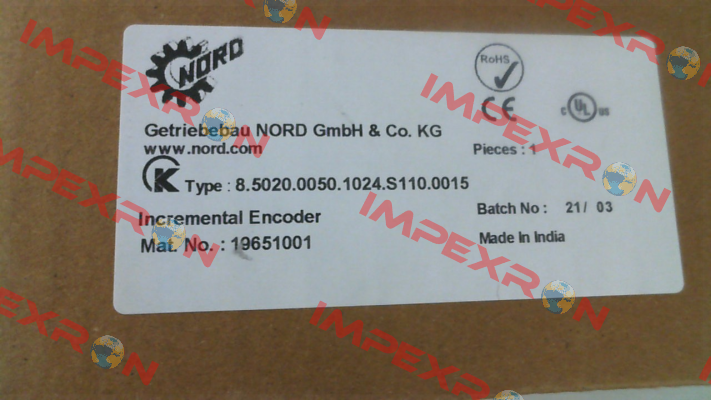 NORD
RoHS
CE
c UL us
Getriebebau NORD GmbH & Co. KG
www.nord.com
Pieces : 1
K Type : 8.5020.0050.1024.S110.0015
Incremental Encoder
Batch No : 21/ 03
Mat. No. : 19651001
Made In India
IMPEXRON
IMPEXRON
IMPEXRON
IMPEXRON
IMPEXRON
IMPEXRON